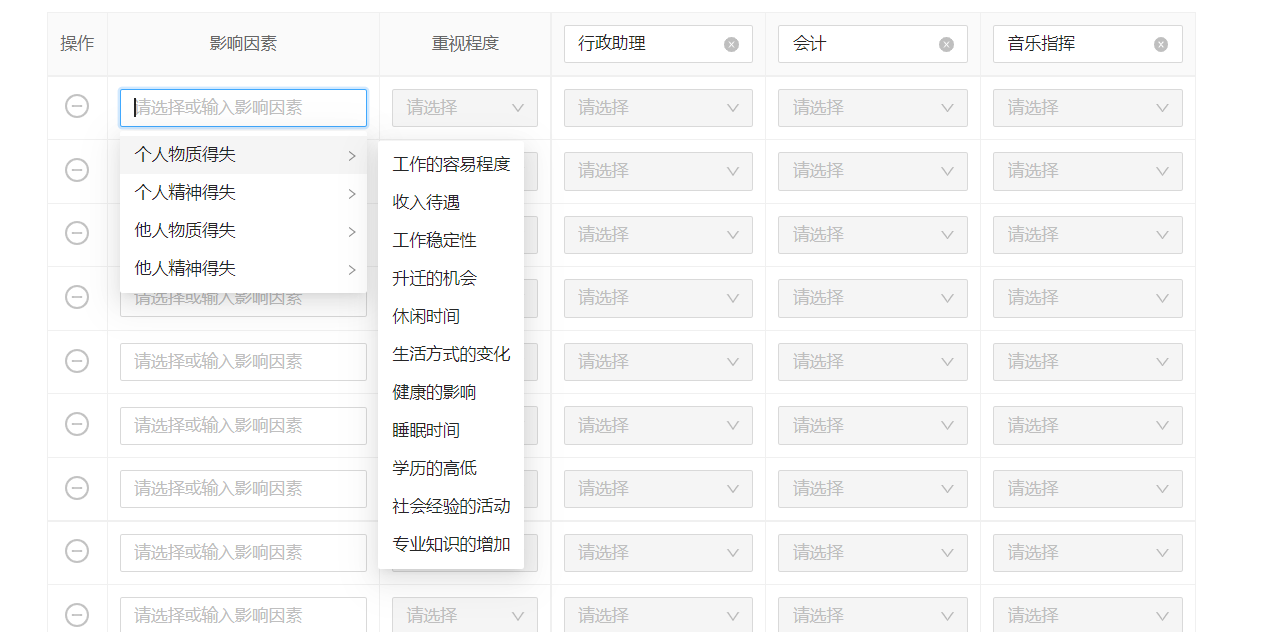 操作 影响因素 重视程度 行政助理 会计 音乐指挥
请选择或输入影响因素 请选择 请选择 请选择 请选择
个人物质得失
个人精神得失
他人物质得失
他人精神得失
工作的容易程度
收入待遇
工作稳定性
升迁的机会
休闲时间
生活方式的变化
健康的影响
睡眠时间
学历的高低
社会经验的活动
专业知识的增加
请选择 请选择 请选择
请选择 请选择 请选择
请选择或输入影响因素 请选择 请选择 请选择
请选择或输入影响因素 请选择 请选择 请选择
请选择或输入影响因素 请选择 请选择 请选择
请选择或输入影响因素 请选择 请选择 请选择
请选择或输入影响因素 请选择 请选择 请选择
请选择或输入影响因素 请选择 请选择 请选择 请选择